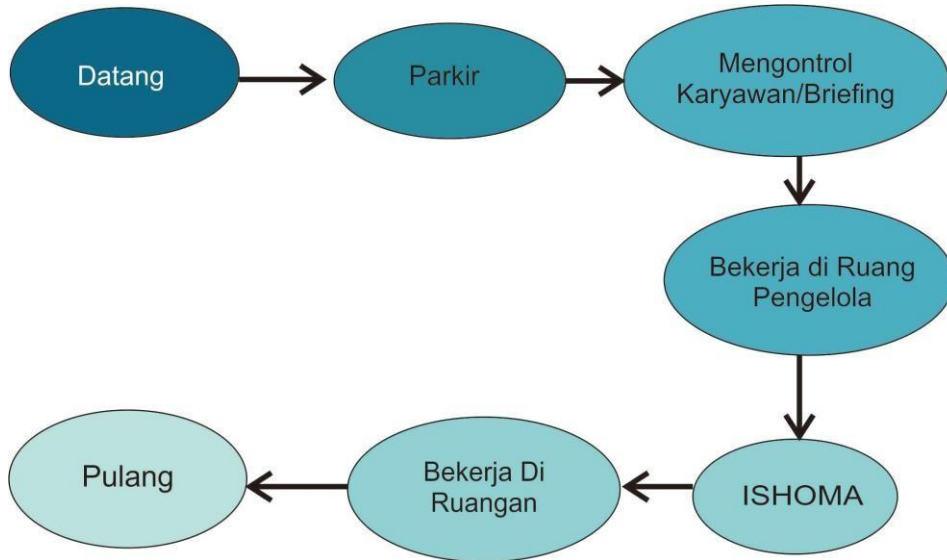 Datang
Parkir
Mengontrol
Karyawan/Briefing
Bekerja di Ruang
Pengelola
ISHOMA
Bekerja Di
Ruangan
Pulang